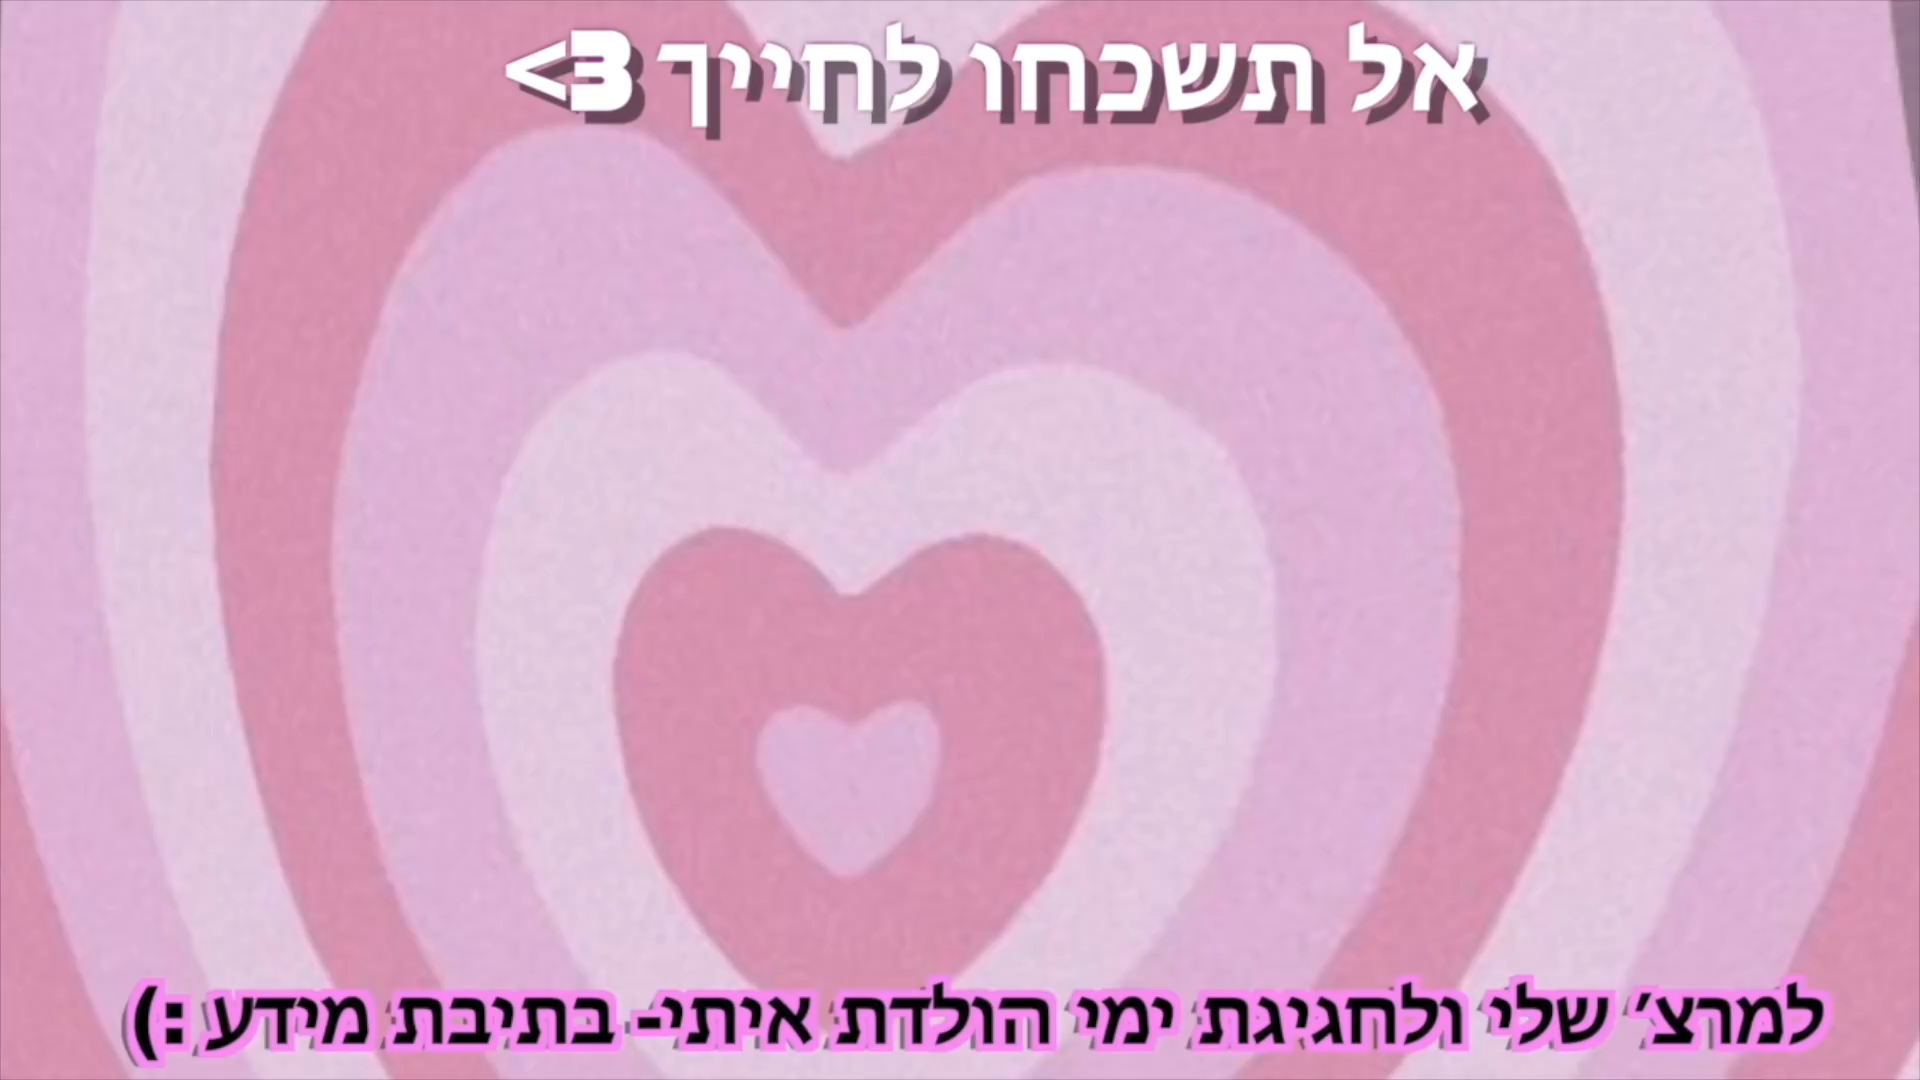 אל תשכחו לחייך <3
למרצ׳ שלי ולחגיגת ימי הולדת איתי- בתיבת מידע :)